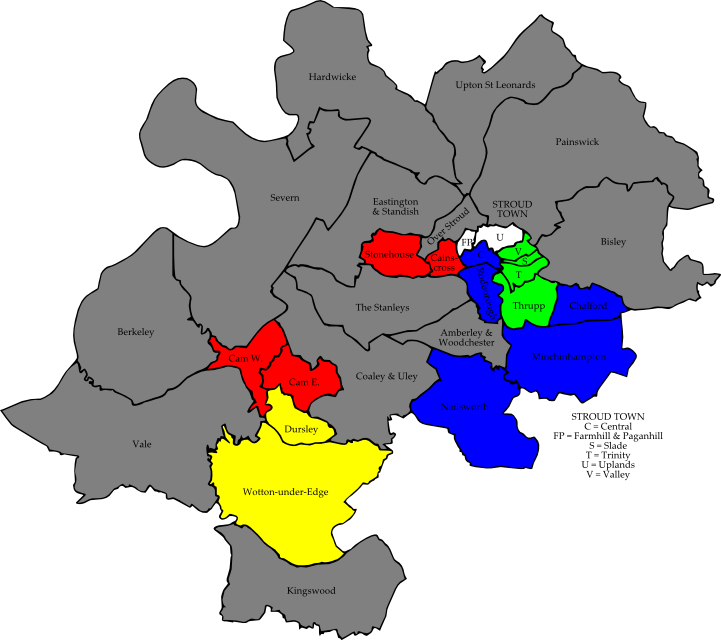 Hardwicke
Upton St Leonards
Painswick
Severn
Eastington
& Standish
STROUD
TOWN
Over Stroud
FP
U
V
S
T
Bisley
Stonehouse
Cains-
cross
C
Rodborough
Thrupp
Chalford
The Stanleys
Berkeley
Amberley &
Woodchester
Minchinhampton
Cam W.
Cam E.
Coaley & Uley
Nailsworth
Dursley
Vale
STROUD TOWN
C = Central
FP = Farmhill & Paganhill
S = Slade
T = Trinity
U = Uplands
V = Valley
Wotton-under-Edge
Kingswood